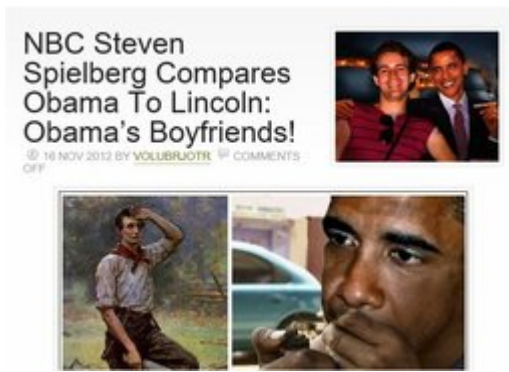 NBC Steven
Spielberg Compares
Obama To Lincoln:
Obama's Boyfriends!
16 NOV 2012 BY VOLUBRJOTR COMMENTS
OFF